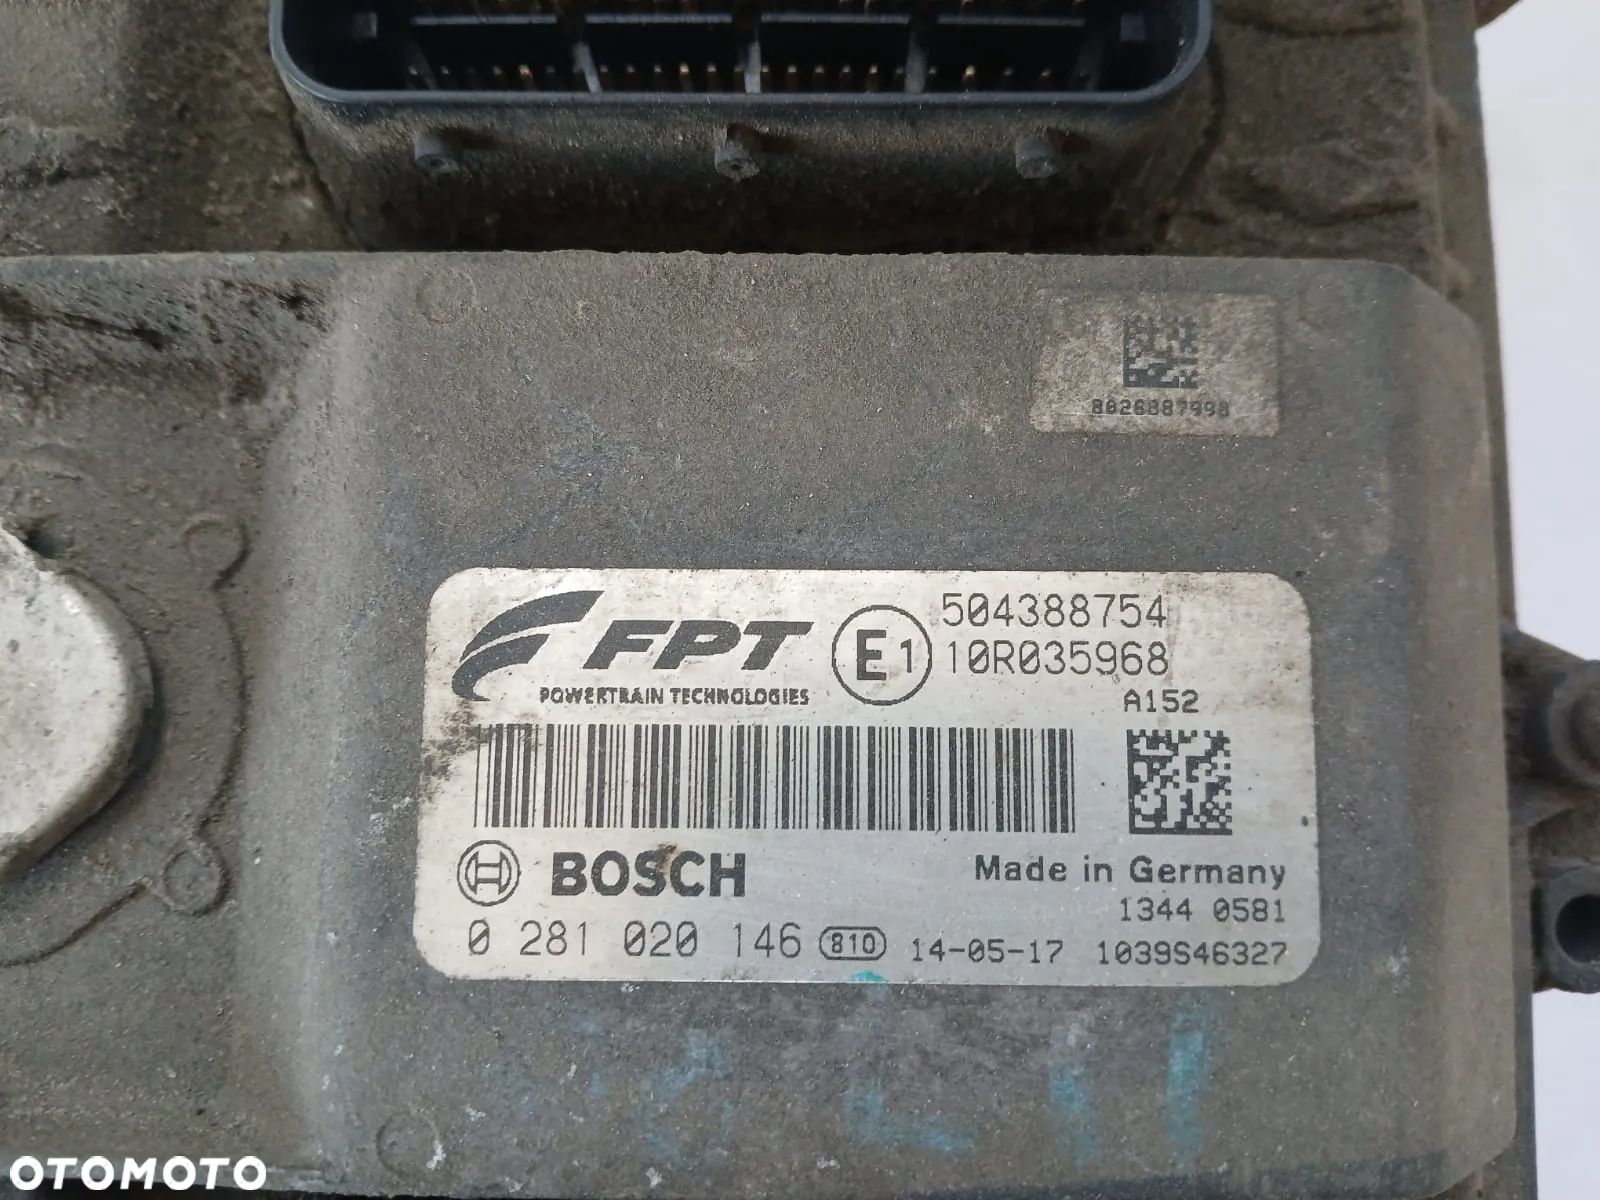 8026887998
FPT
POWERTRAIN TECHNOLOGIES
E1
504388754
10R035968
A152
BOSCH
Made in Germany
1344 0581
0 281 020 146 810 14-05-17 1039S46327
OTOMOTO